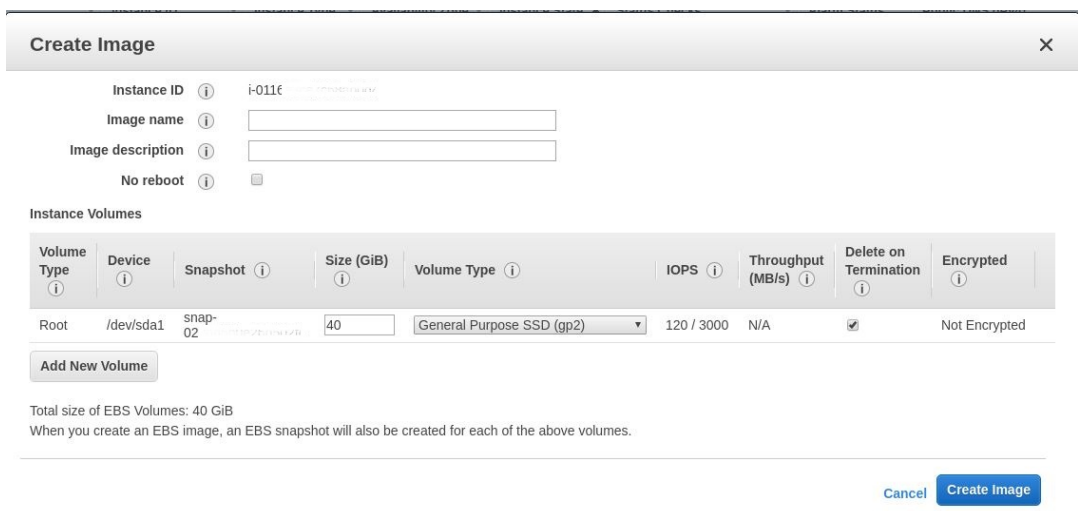 Create Image ×
Instance ID i i-0116
Image name i
Image description i
No reboot i
Instance Volumes
Volume Type i Device i Snapshot i Size (GiB) i Volume Type i IOPS i Throughput (MB/s) i Delete on Termination i Encrypted i
Root /dev/sda1 snap-02 40 General Purpose SSD (gp2) 120 / 3000 N/A Not Encrypted
Add New Volume
Total size of EBS Volumes: 40 GiB
When you create an EBS image, an EBS snapshot will also be created for each of the above volumes.
Cancel Create Image